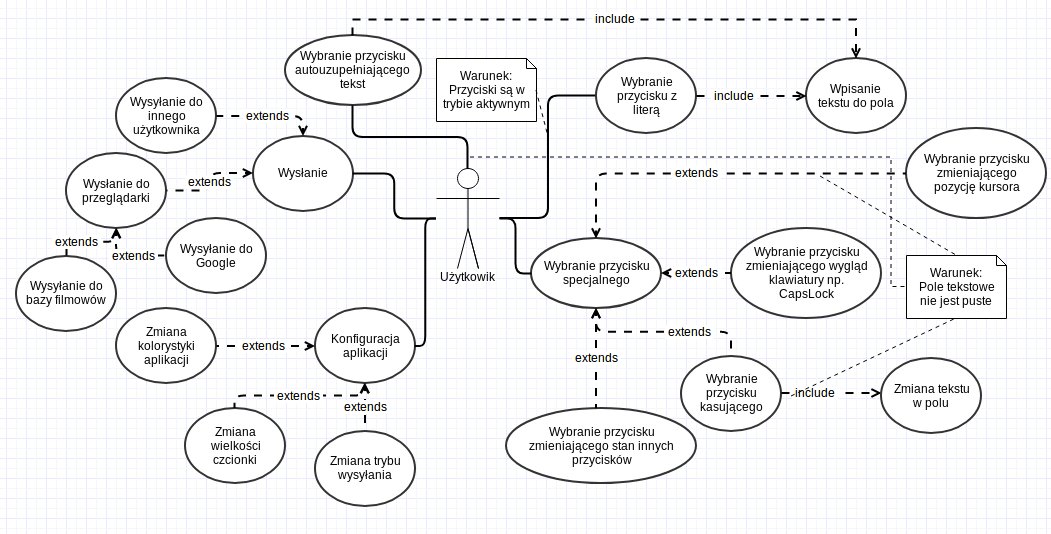 include
Wybranie przycisku
autouzupełniającego
tekst
Warunek:
Przyciski są w
trybie aktywnym
Wybranie
przycisku z
literą
include
Wpisanie
tekstu do pola
Wysyłanie do
innego
użytkownika
extends
Wysłanie
Wysłanie do
przeglądarki
extends
extends
extends
Wysyłanie do
Google
Wysyłanie do
bazy filmowów
Użytkowik
extends
Wybranie przycisku
zmieniającego
pozycję kursora
Wybranie przycisku
specjalnego
extends
Wybranie przycisku
zmieniającego wygląd
klawiatury np.
CapsLock
Warunek:
Pole tekstowe
nie jest puste
Zmiana
kolorystyki
aplikacji
extends
Konfiguracja
aplikacji
extends
extends
Zmiana
wielkości
czcionki
Zmiana trybu
wysyłania
extends
extends
Wybranie
przycisku
kasującego
include
Zmiana tekstu
w polu
Wybranie przycisku
zmieniającego stan innych
przycisków